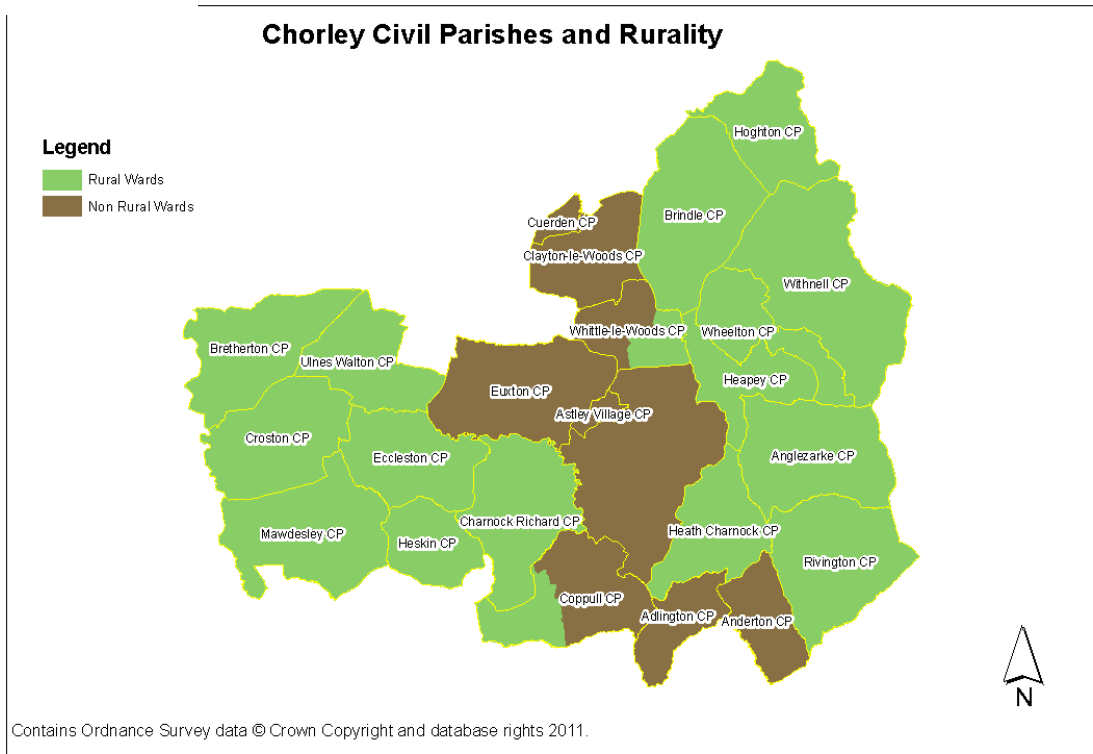 Chorley Civil Parishes and Rurality
Legend
Rural Wards
Non Rural Wards
Hoghton CP
Brindle CP
Cuerden CP
Clayton-le-Woods CP
Withnell CP
Whittle-le-Woods CP
Wheelton CP
Bretherton CP
Ulnes Walton CP
Heapey CP
Euxton CP
Astley Village CP
Croston CP
Eccleston CP
Anglezarke CP
Charnock Richard CP
Heath Charnock CP
Mawdesley CP
Heskin CP
Rivington CP
Coppull CP
Adlington CP
Anderton CP
N
Contains Ordnance Survey data © Crown Copyright and database rights 2011.